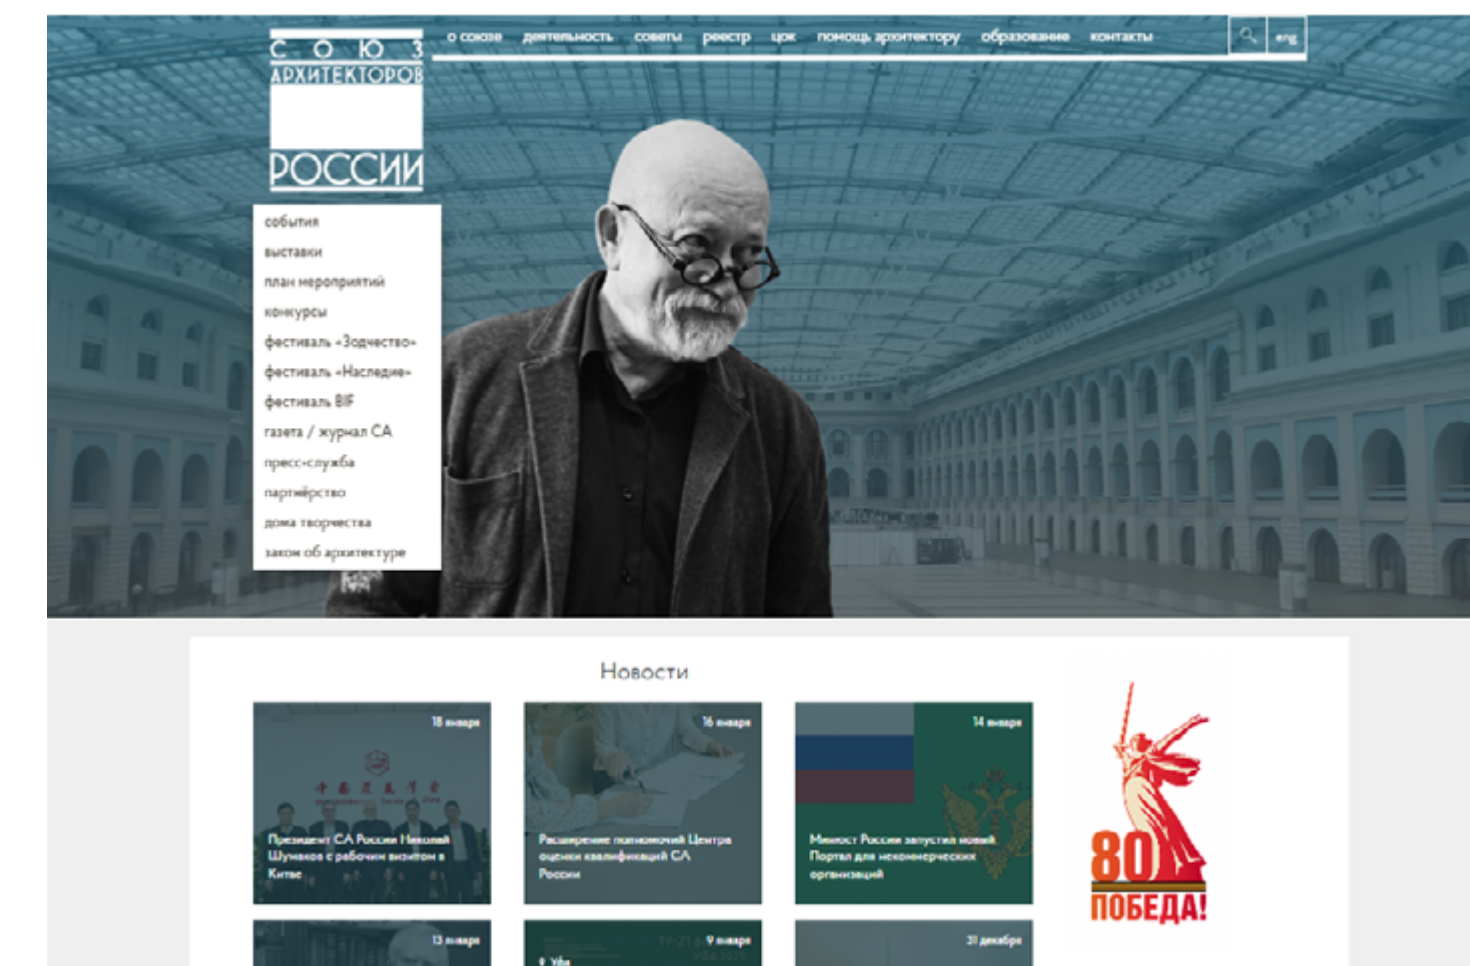 СОЮЗ
АРХИТЕКТОРОВ
РОССИИ
о союзе деятельность советы реестр цок помощь архитектору образование контакты eng
события
выставки
план мероприятий
конкурсы
фестиваль «Зодчество»
фестиваль «Наследие»
фестиваль BIF
газета / журнал СА
пресс-служба
партнёрство
дома творчества
закон об архитектуре
Новости
18 января
Президент СА России Николай
Шумаков с рабочим визитом в
Китае
16 января
Расширение полномочий Центра
оценки квалификаций СА
России
14 января
Минюст России запустил новый
Портал для некоммерческих
организаций
80
ПОБЕДА!
13 января
9 января
Уфа
31 декабря